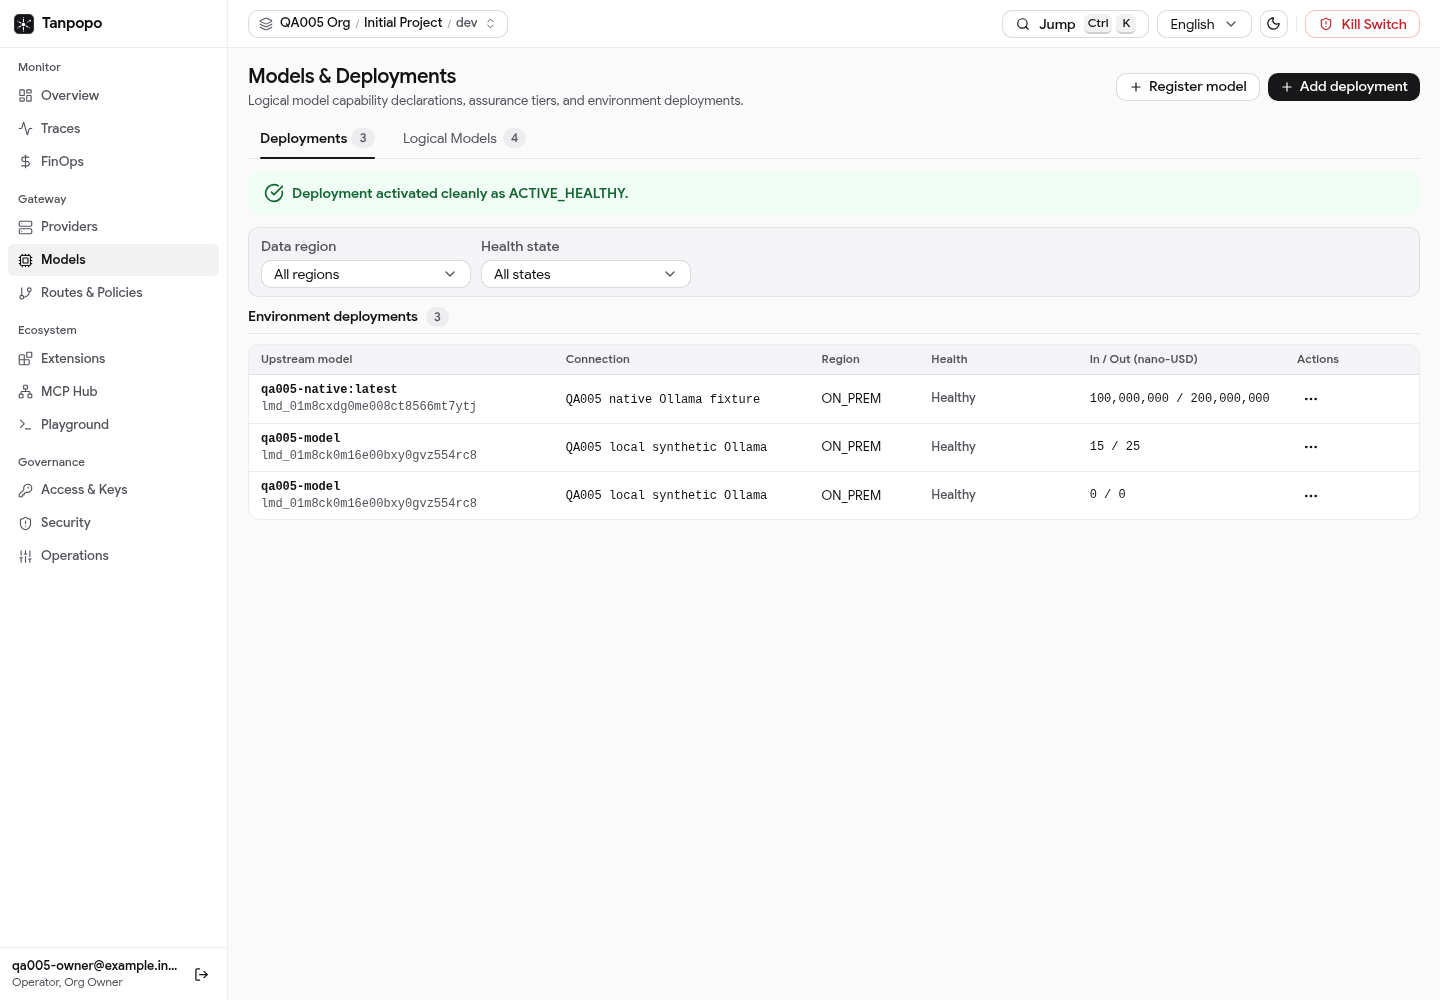 Tanpopo
QA005 Org / Initial Project / dev
Jump Ctrl K
English
Kill Switch
Monitor
Overview
Traces
FinOps
Gateway
Providers
Models
Routes & Policies
Ecosystem
Extensions
MCP Hub
Playground
Governance
Access & Keys
Security
Operations
qa005-owner@example.in...
Operator, Org Owner
Models & Deployments
Logical model capability declarations, assurance tiers, and environment deployments.
+ Register model
+ Add deployment
Deployments 3
Logical Models 4
Deployment activated cleanly as ACTIVE_HEALTHY.
Data region
Health state
All regions
All states
Environment deployments 3
Upstream model Connection Region Health In / Out (nano-USD) Actions
qa005-native:latest
lmd_01m8cxdg0me008ct8566mt7ytj
QA005 native Ollama fixture ON_PREM Healthy 100,000,000 / 200,000,000 ...
qa005-model
lmd_01m8ck0m16e00bxy0gvz554rc8
QA005 local synthetic Ollama ON_PREM Healthy 15 / 25 ...
qa005-model
lmd_01m8ck0m16e00bxy0gvz554rc8
QA005 local synthetic Ollama ON_PREM Healthy 0 / 0 ...